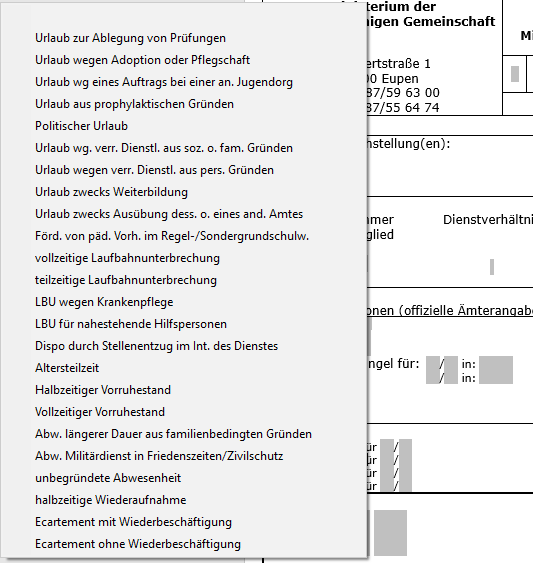 Urlaub zur Ablegung von Prüfungen
Urlaub wegen Adoption oder Pflegschaft
Urlaub wg eines Auftrags bei einer an. Jugendorg
Urlaub aus prophylaktischen Gründen
Politischer Urlaub
Urlaub wg. verr. Dienstl. aus soz. o. fam. Gründen
Urlaub wegen verr. Dienstl. aus pers. Gründen
Urlaub zwecks Weiterbildung
Urlaub zwecks Ausübung dess. o. eines and. Amtes
Förd. von päd. Vorh. im Regel-/Sondergrundschulw.
vollzeitige Laufbahnunterbrechung
teilzeitige Laufbahnunterbrechung
LBU wegen Krankenpflege
LBU für nahestehende Hilfspersonen
Dispo durch Stellenentzug im Int. des Dienstes
Altersteilzeit
Halbzeitiger Vorruhestand
Vollzeitiger Vorruhestand
Abw. längerer Dauer aus familienbedingten Gründen
Abw. Militärdienst in Friedenszeiten/Zivilschutz
unbegründete Abwesenheit
halbzeitige Wiederaufnahme
Ecartement mit Wiederbeschäftigung
Ecartement ohne Wiederbeschäftigung
sterium der
higen Gemeinschaft
ertstraße 1
00 Eupen
87/59 63 00
87/55 64 74
Mi
nstellung(en):
mmer Dienstverhältni
glied
onen (offizielle Ämterangabe
ngel für: / in:
/ in:
ür /
ür /
ür /
ür /